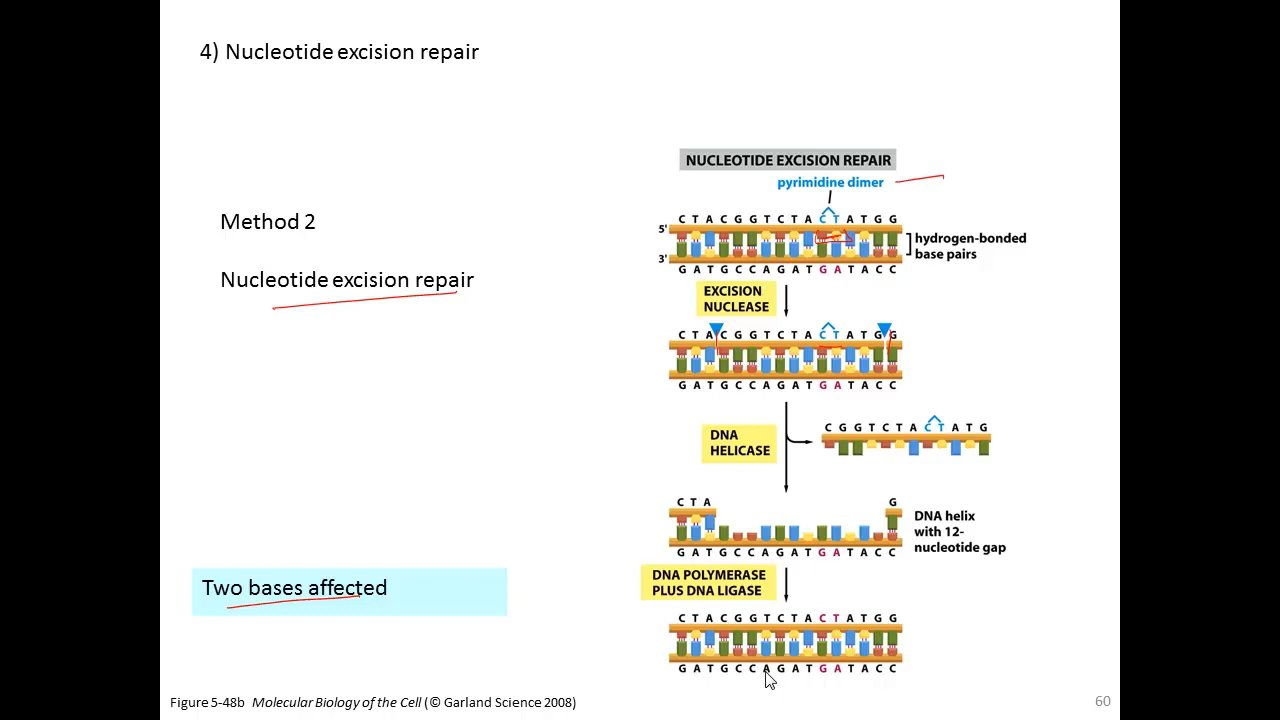 4) Nucleotide excision repair
NUCLEOTIDE EXCISION REPAIR
pyrimidine dimer
Method 2
C T A C G G T C T A C T A T G G
5'
hydrogen-bonded
base pairs
3'
G A T G C C A G A T G A T A C C
Nucleotide excision repair
EXCISION
NUCLEASE
C T A C G G T C T A C T A T G G
G A T G C C A G A T G A T A C C
DNA
HELICASE
C G G T C T A C T A T G
C T A
G
DNA helix
with 12-
nucleotide gap
G A T G C C A G A T G A T A C C
DNA POLYMERASE
PLUS DNA LIGASE
Two bases affected
C T A C G G T C T A C T A T G G
G A T G C C A G A T G A T A C C
Figure 5-48b Molecular Biology of the Cell (© Garland Science 2008)
60